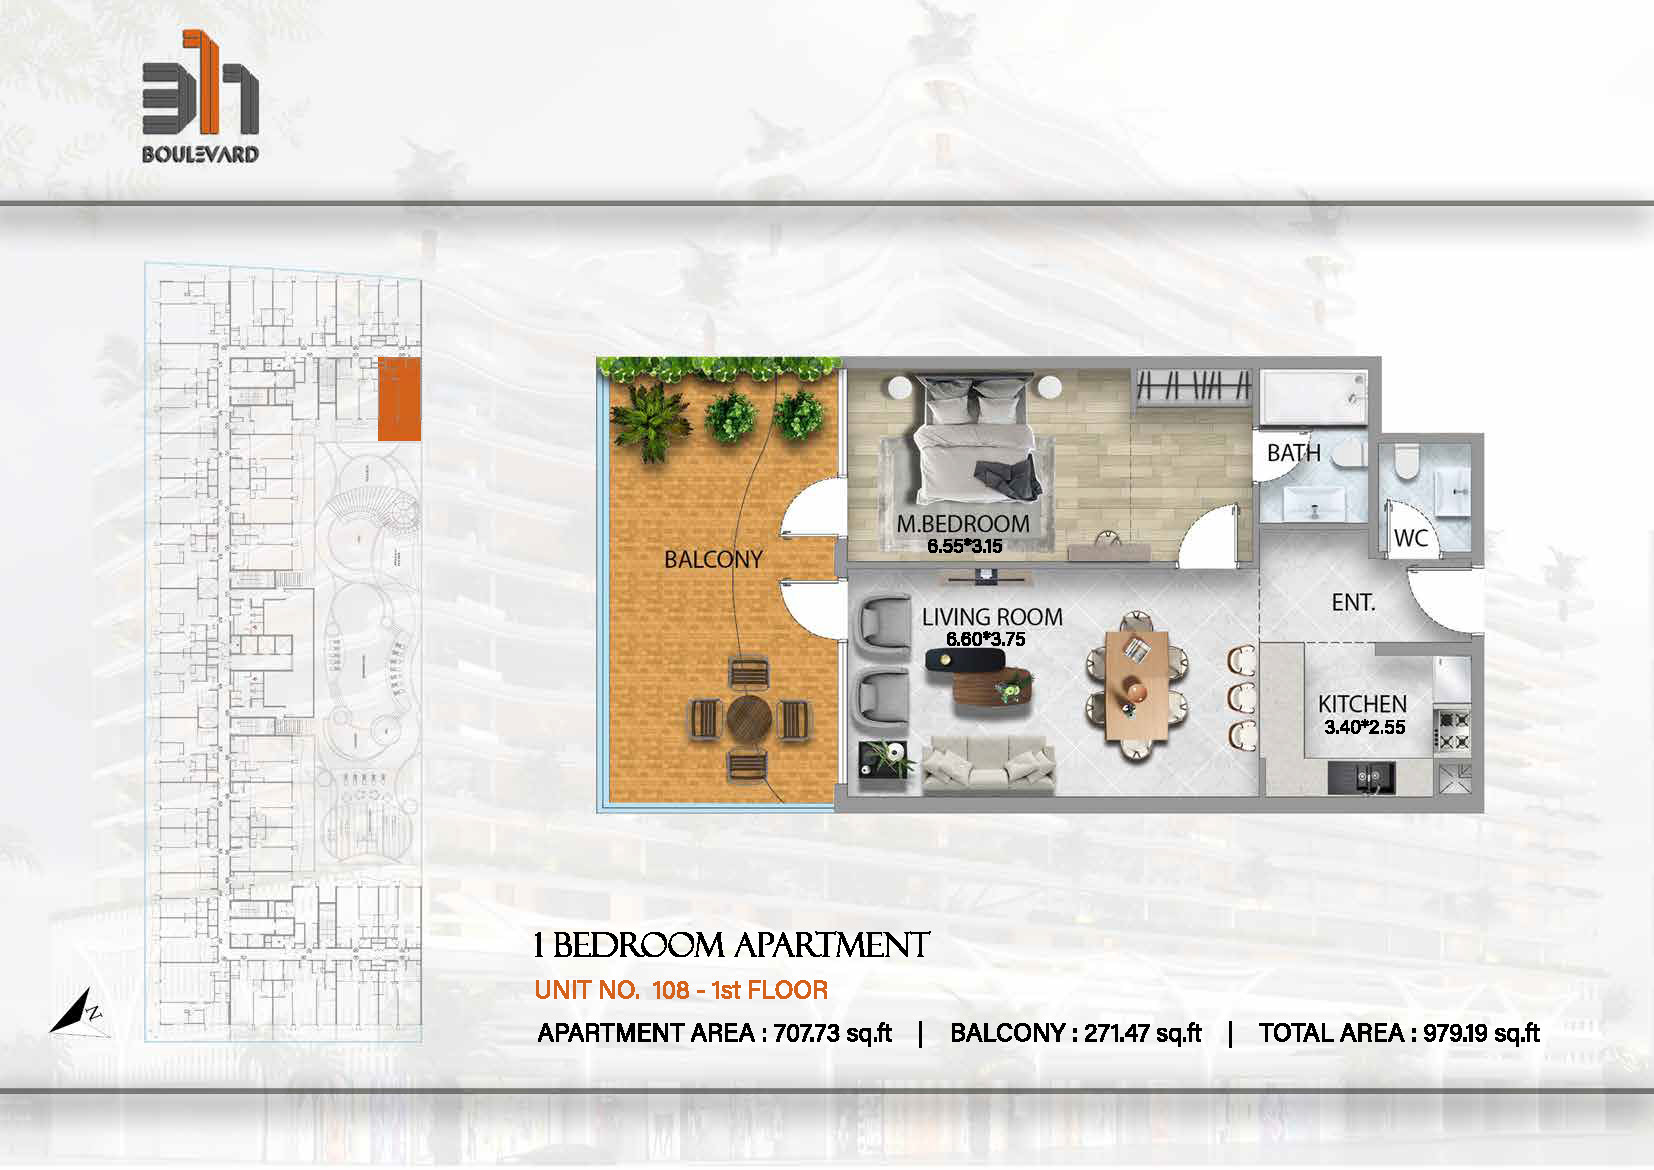 311
BOULEVARD
BALCONY
M.BEDROOM
6.55*3.15
BATH
WC
LIVING ROOM
6.60*3.75
ENT.
KITCHEN
3.40*2.55
1 BEDROOM APARTMENT
UNIT NO. 108 - 1st FLOOR
APARTMENT AREA : 707.73 sq.ft | BALCONY : 271.47 sq.ft | TOTAL AREA : 979.19 sq.ft
N